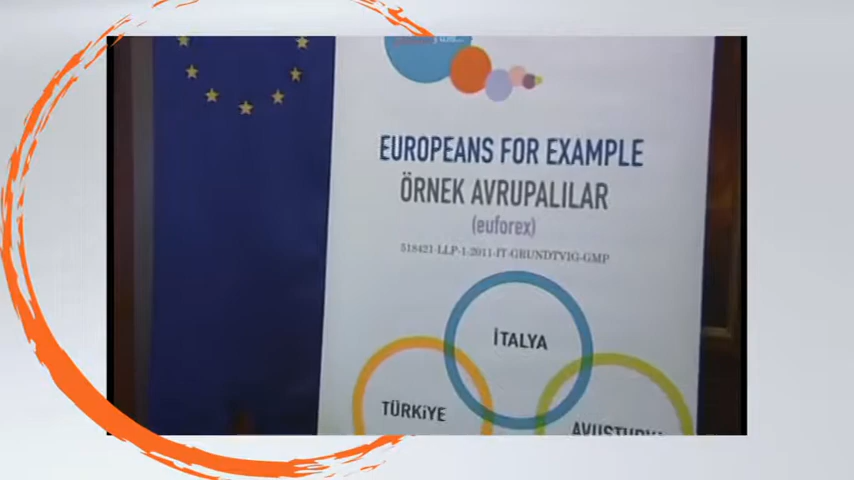 EUROPEANS FOR EXAMPLE
ÖRNEK AVRUPALILAR
(euforex)
518421-LLP-1-2011-IT-GRUNDTVIG-GMP
İTALYA
TÜRKİYE